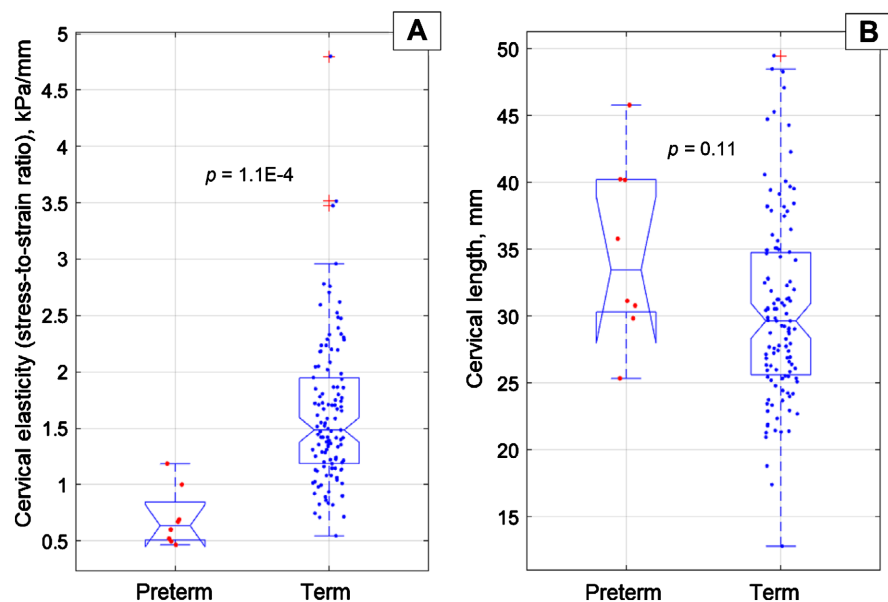 A
Cervical elasticity (stress-to-strain ratio), kPa/mm
5
4.5
4
3.5
3
2.5
2
1.5
1
0.5
p = 1.1E-4
Preterm
Term
B
Cervical length, mm
50
45
40
35
30
25
20
15
p = 0.11
Preterm
Term